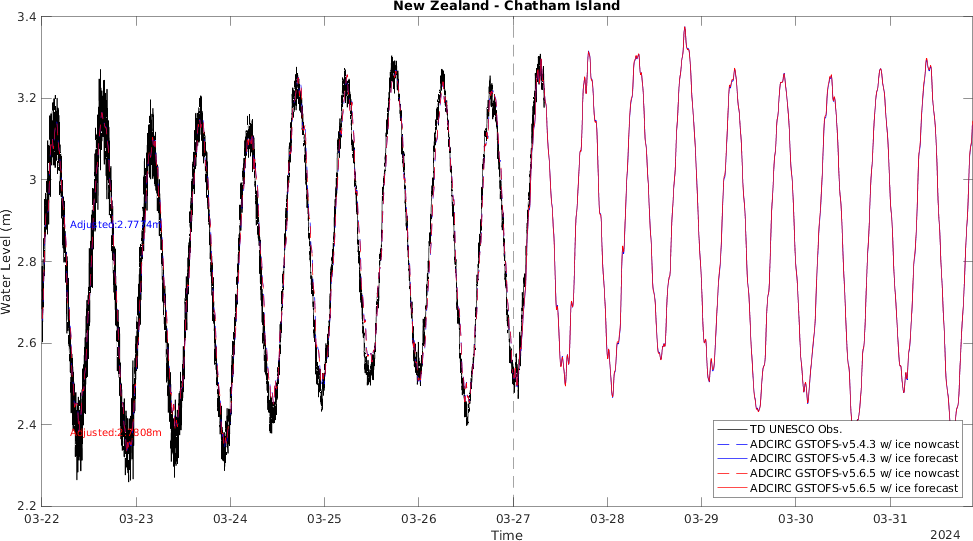 New Zealand - Chatham Island
3.4
3.2
3
2.8
2.6
2.4
2.2
Water Level (m)
Adjusted:2.7774m
Adjusted:2.7808m
TD UNESCO Obs.
ADCIRC GSTOFS-v5.4.3 w/ ice nowcast
ADCIRC GSTOFS-v5.4.3 w/ ice forecast
ADCIRC GSTOFS-v5.6.5 w/ ice nowcast
ADCIRC GSTOFS-v5.6.5 w/ ice forecast
03-22 03-23 03-24 03-25 03-26 03-27 03-28 03-29 03-30 03-31
Time
2024